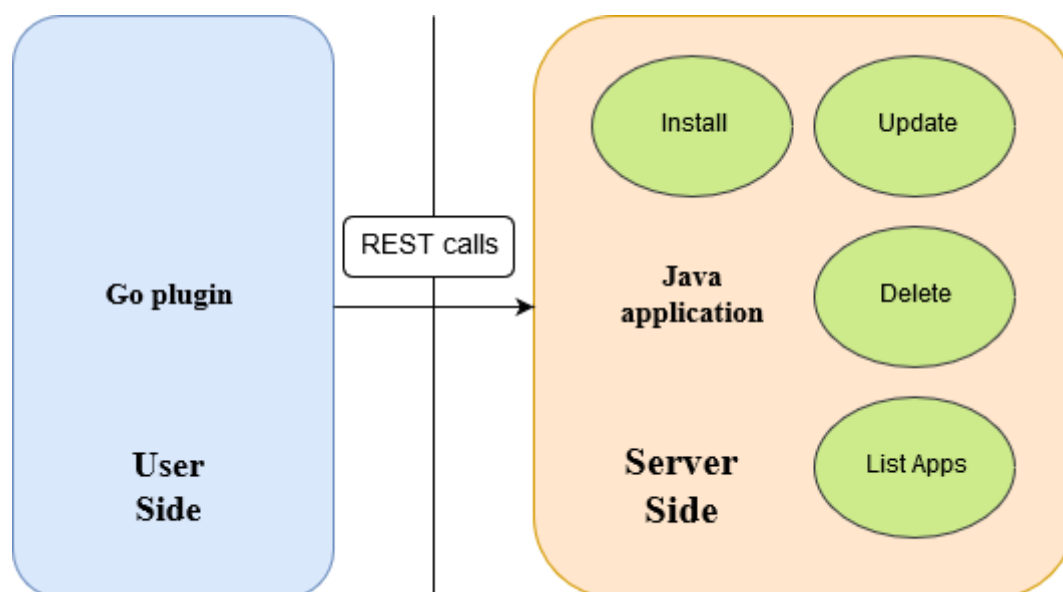 Install
Update
REST calls
Go plugin
Java
application
Delete
User
Side
Server
Side
List Apps